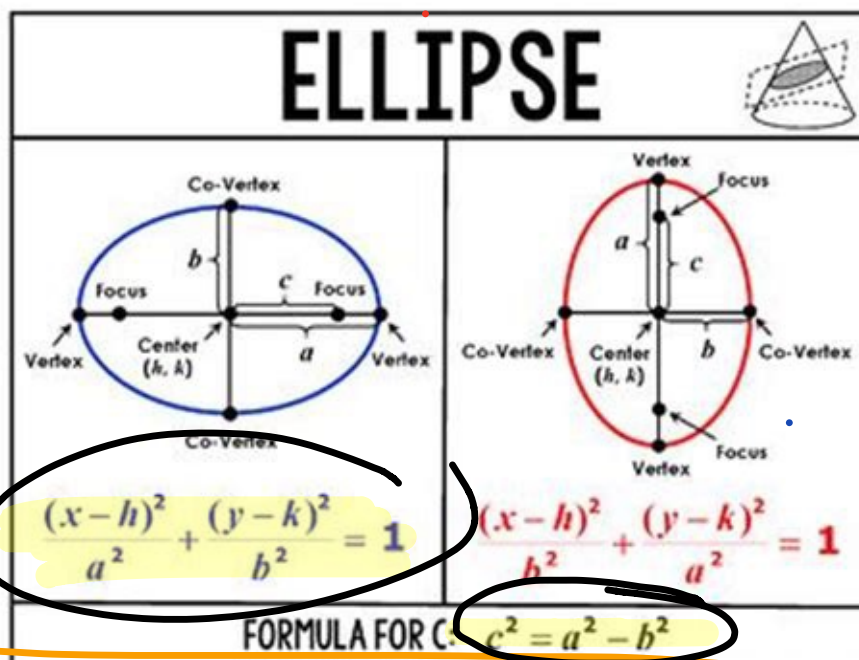 ELLIPSE
Co-Vertex
b
c
Focus
Focus
Vertex
Center
(h, k)
a
Vertex
Co-Vertex
(x – h)²/a² + (y – k)²/b² = 1
Vertex
Focus
a
c
Co-Vertex
Center
(h, k)
b
Co-Vertex
Focus
Vertex
(x – h)²/b² + (y – k)²/a² = 1
FORMULA FOR C: c² = a² – b²